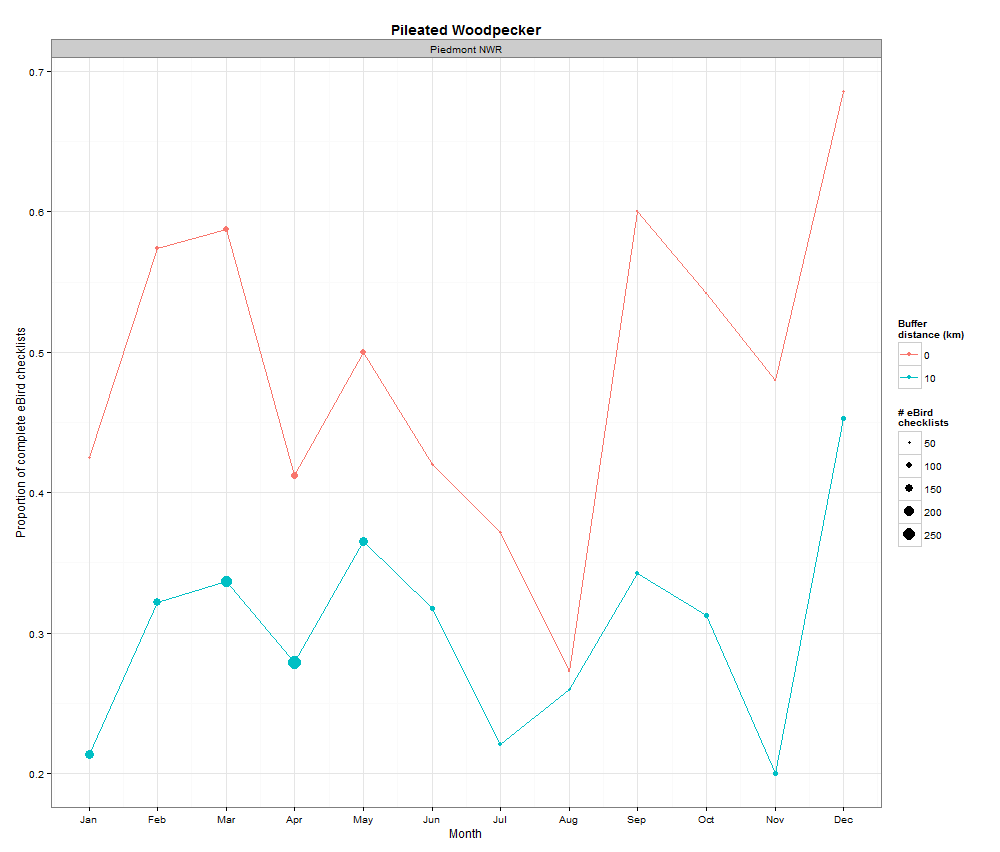 Pileated Woodpecker
Piedmont NWR
Proportion of complete eBird checklists
0.7
0.6
0.5
0.4
0.3
0.2
Jan Feb Mar Apr May Jun Jul Aug Sep Oct Nov Dec
Month
Buffer
distance (km)
0
10
# eBird
checklists
50
100
150
200
250